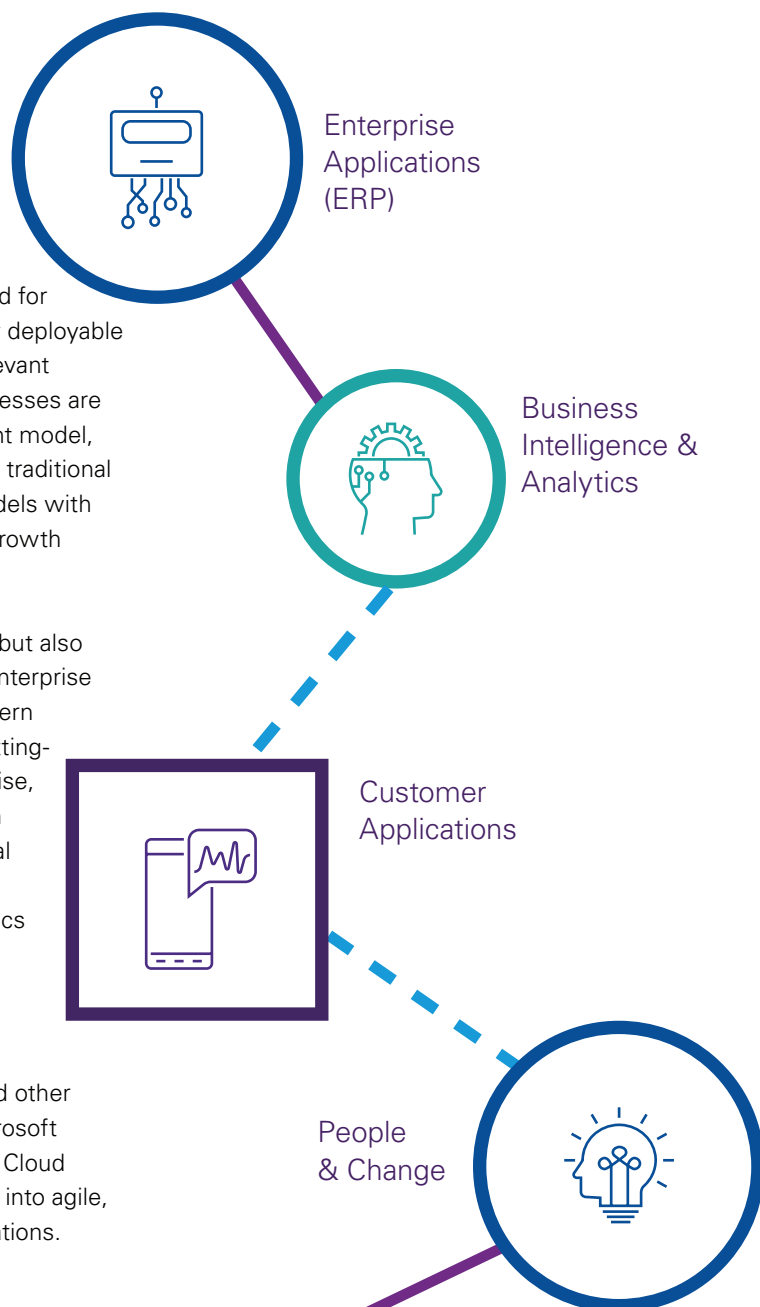 Enterprise
Applications
(ERP)
d for
deployable
evant
esses are
nt model,
traditional
dels with
rowth
Business
Intelligence &
Analytics
but also
nterprise
ern
tting-
ise,
al
cs
Customer
Applications
d other
rosoft
Cloud
into agile,
tions.
People
& Change